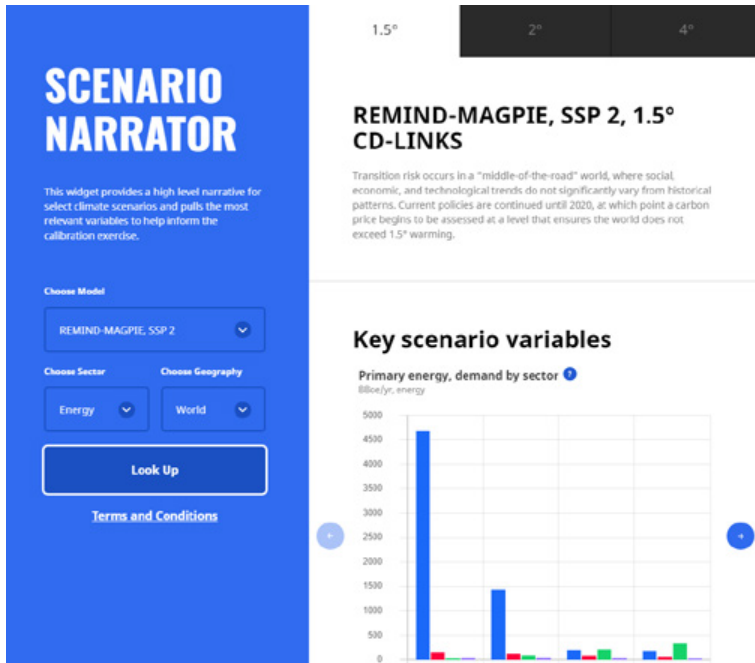 SCENARIO
NARRATOR
This widget provides a high level narrative for
select climate scenarios and pulls the most
relevant variables to help inform the
calibration exercise.
Choose Model
REMIND-MAGPIE, SSP 2
Choose Sector
Choose Geography
Energy
World
Look Up
Terms and Conditions
1.5°
2°
4°
REMIND-MAGPIE, SSP 2, 1.5°
CD-LINKS
Transition risk occurs in a "middle-of-the-road" world, where social,
economic, and technological trends do not significantly vary from historical
patterns. Current policies are continued until 2020, at which point a carbon
price begins to be assessed at a level that ensures the world does not
exceed 1.5° warming.
Key scenario variables
Primary energy, demand by sector ?
BBoe/yr, energy
5000
4500
4000
3500
3000
2500
2000
1500
1000
500
0